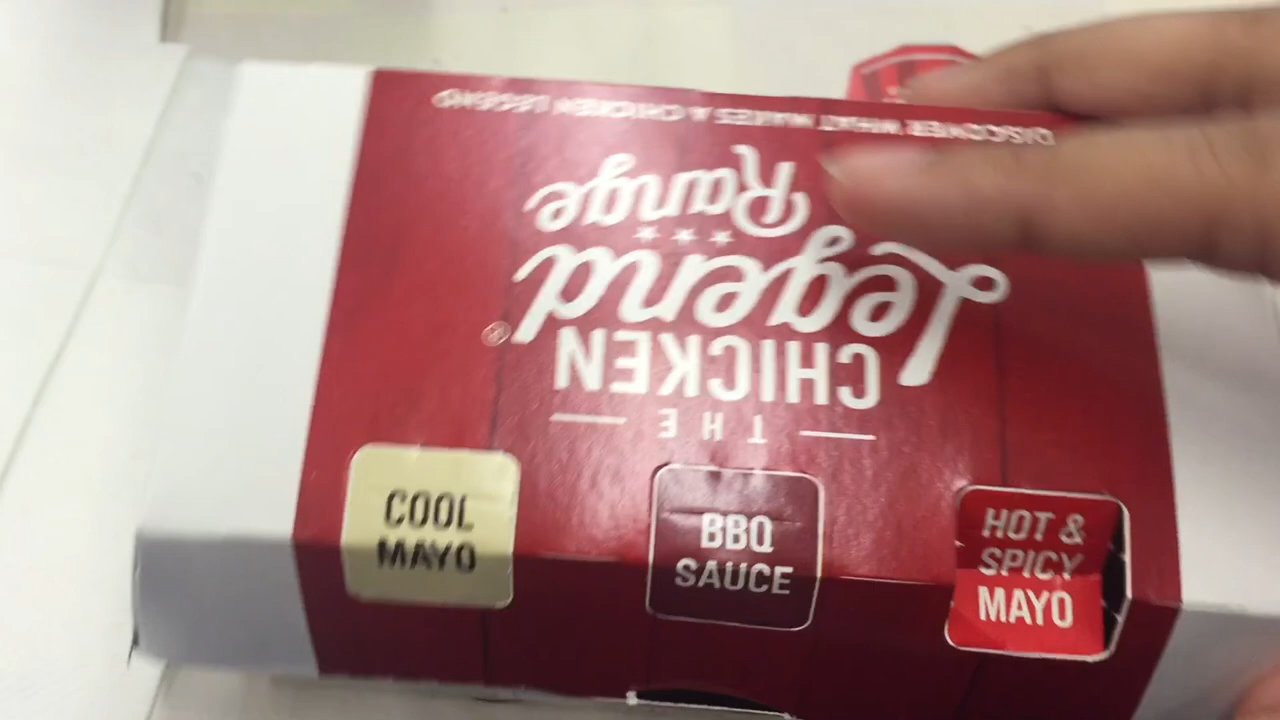 DISCOVER WHAT MAKES A CHICKEN LEGEND
THE
CHICKEN
Legend®
Range
COOL
MAYO
BBQ
SAUCE
HOT &
SPICY
MAYO